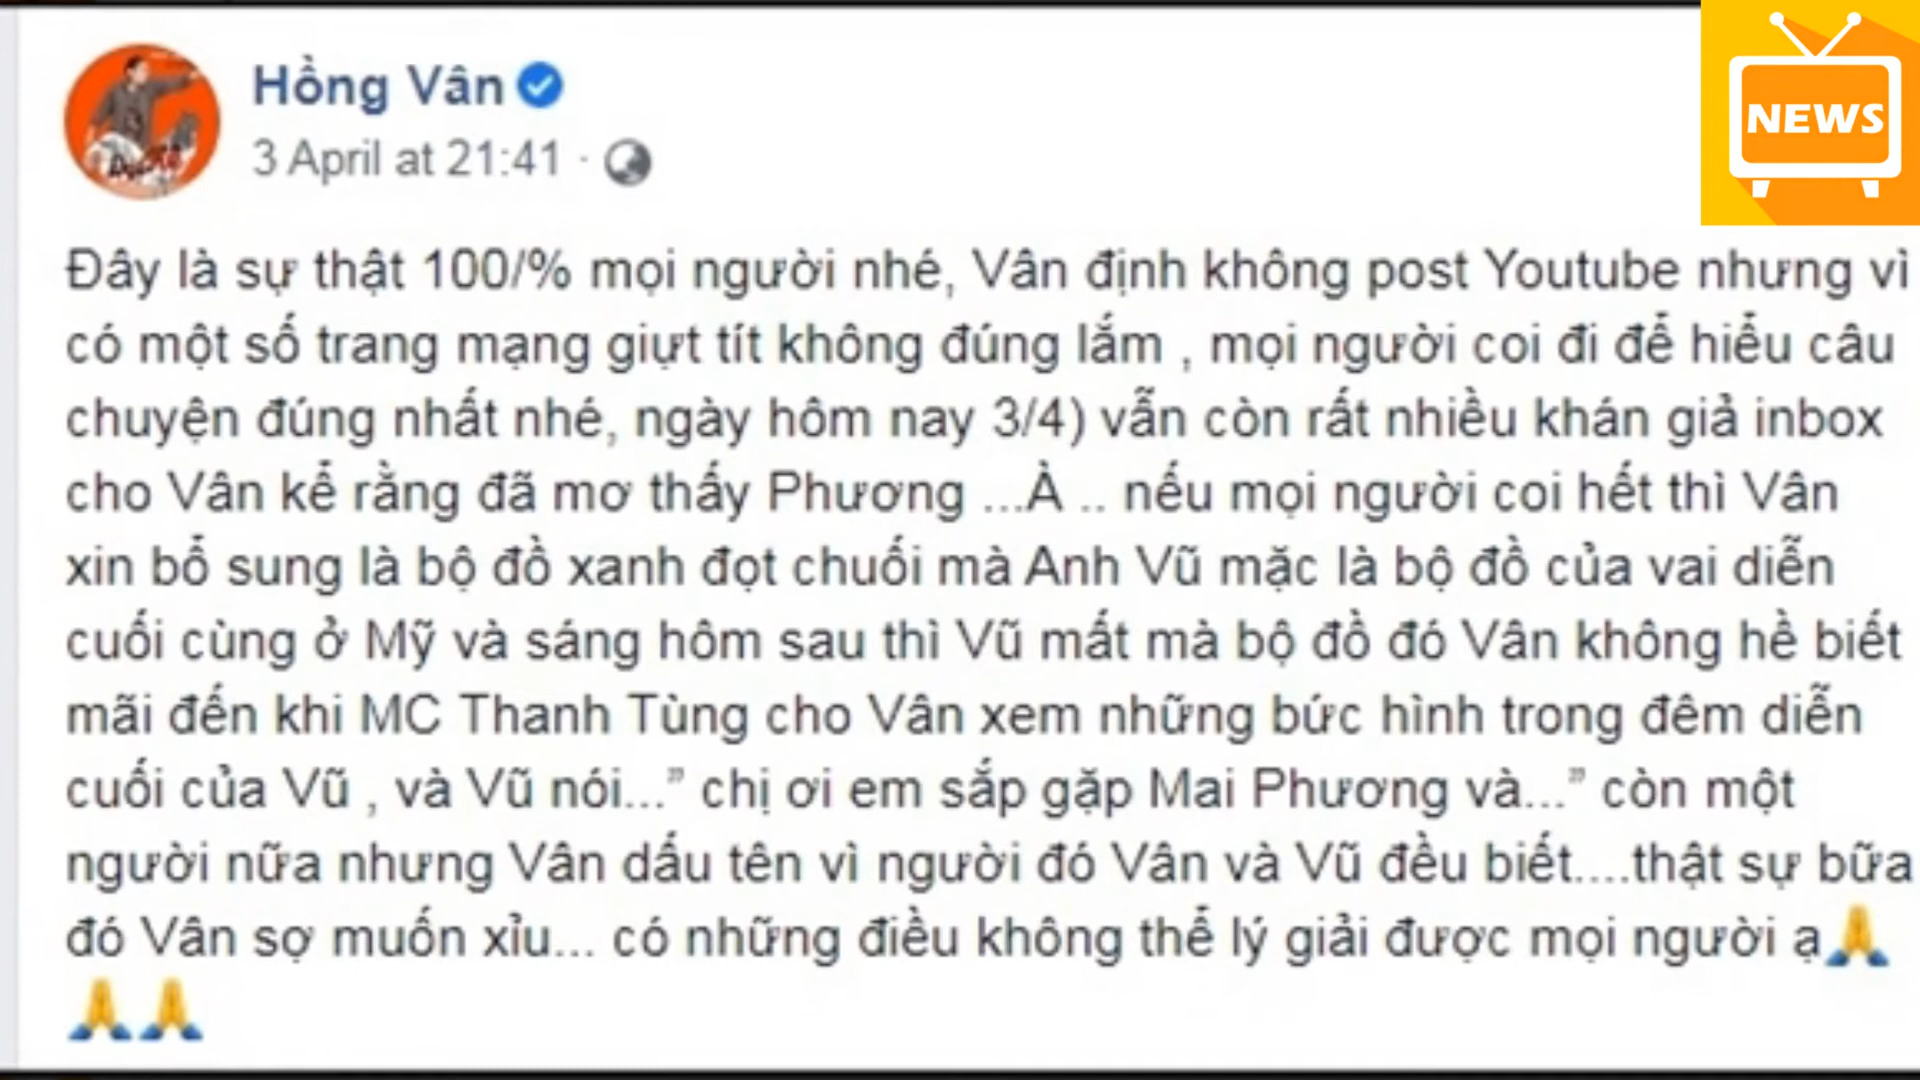 Hồng Vân
3 April at 21:41 ·
NEWS
Đây là sự thật 100/% mọi người nhé, Vân định không post Youtube nhưng vì
có một số trang mạng giựt tít không đúng lắm , mọi người coi đi để hiểu câu
chuyện đúng nhất nhé, ngày hôm nay 3/4) vẫn còn rất nhiều khán giả inbox
cho Vân kể rằng đã mơ thấy Phương ...À .. nếu mọi người coi hết thì Vân
xin bổ sung là bộ đồ xanh đọt chuối mà Anh Vũ mặc là bộ đồ của vai diễn
cuối cùng ở Mỹ và sáng hôm sau thì Vũ mất mà bộ đồ đó Vân không hề biết
mãi đến khi MC Thanh Tùng cho Vân xem những bức hình trong đêm diễn
cuối của Vũ , và Vũ nói...” chị ơi em sắp gặp Mai Phương và...” còn một
người nữa nhưng Vân dấu tên vì người đó Vân và Vũ đều biết....thật sự bữa
đó Vân sợ muốn xỉu... có những điều không thể lý giải được mọi người ạ🙏
🙏🙏